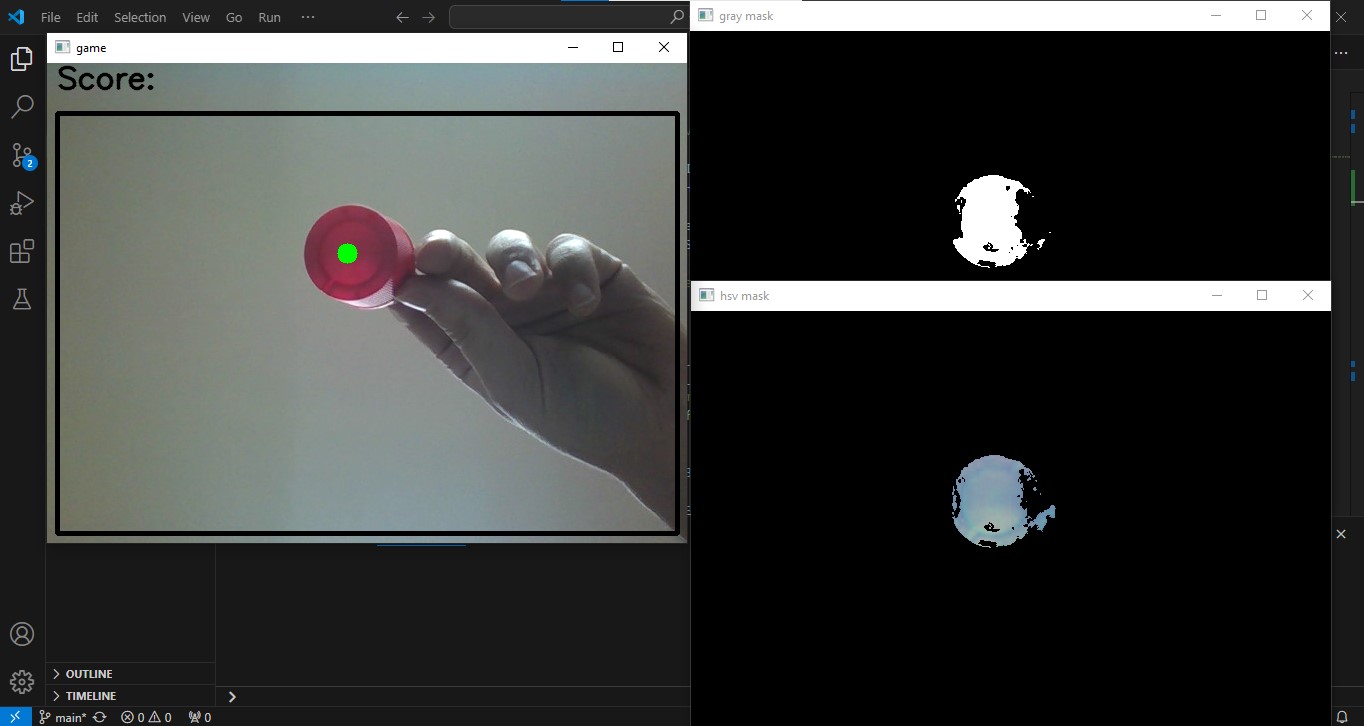 File Edit Selection View Go Run ···
gray mask
game
Score:
hsv mask
2
OUTLINE
TIMELINE
main* 0 0 0